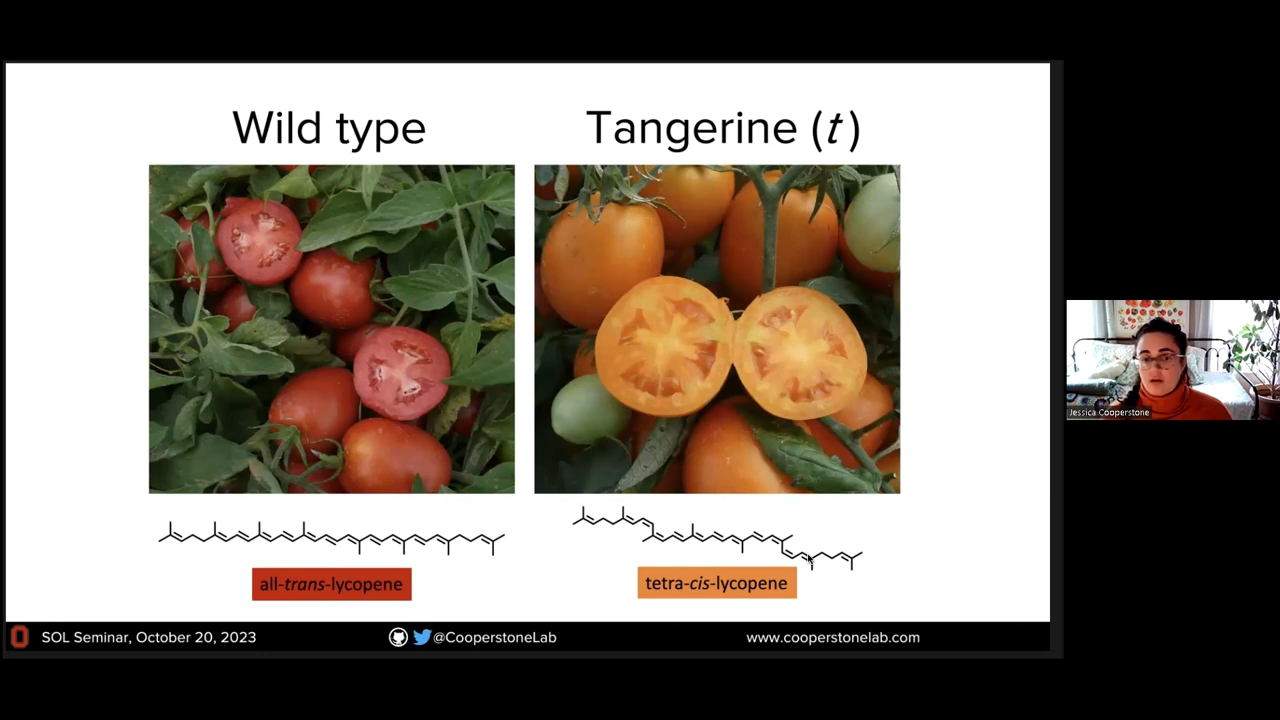 Wild type
Tangerine (t)
all-trans-lycopene
tetra-cis-lycopene
SOL Seminar, October 20, 2023
@CooperstoneLab
www.cooperstonelab.com
Jessica Cooperstone